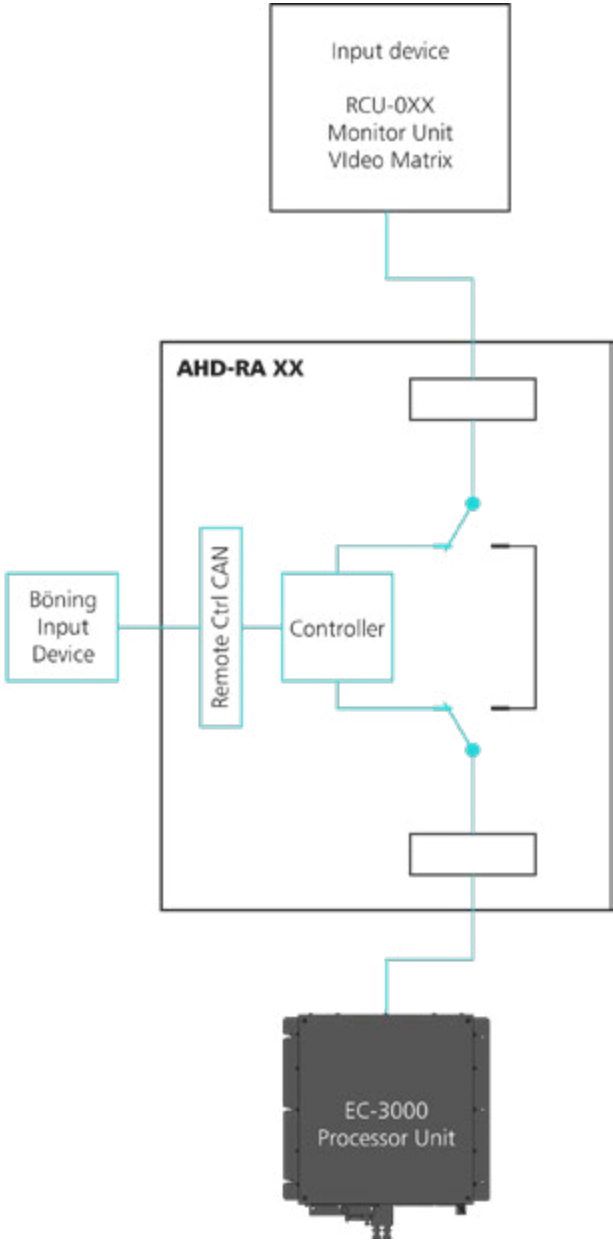 Input device
RCU-0XX
Monitor Unit
VIdeo Matrix
AHD-RA XX
Böning
Input
Device
Remote Ctrl CAN
Controller
EC-3000
Processor Unit